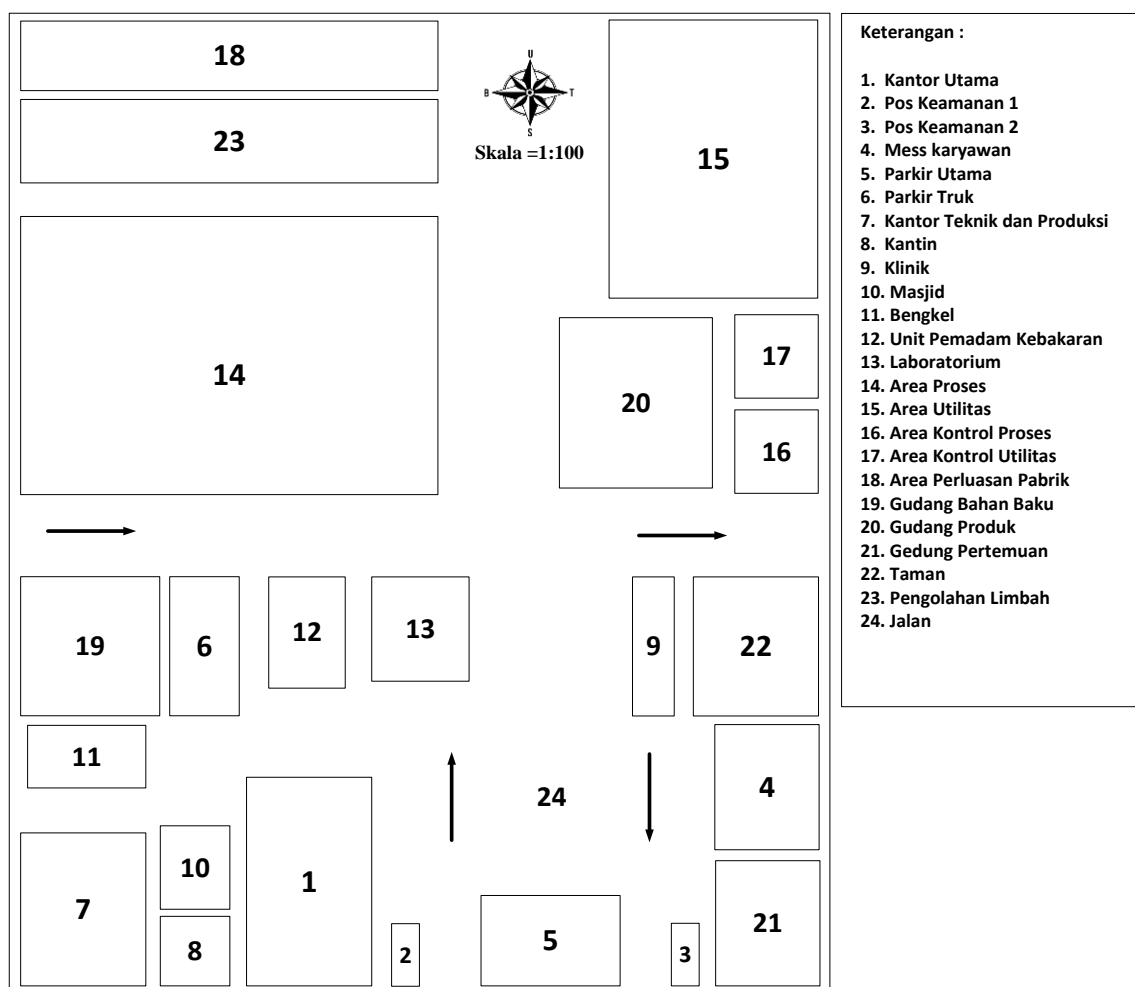 18
23
U
B
T
S
Skala =1:100
15
14
20
17
16
19
6
12
13
9
22
11
24
4
7
10
8
1
2
5
3
21
Keterangan :
1. Kantor Utama
2. Pos Keamanan 1
3. Pos Keamanan 2
4. Mess karyawan
5. Parkir Utama
6. Parkir Truk
7. Kantor Teknik dan Produksi
8. Kantin
9. Klinik
10. Masjid
11. Bengkel
12. Unit Pemadam Kebakaran
13. Laboratorium
14. Area Proses
15. Area Utilitas
16. Area Kontrol Proses
17. Area Kontrol Utilitas
18. Area Perluasan Pabrik
19. Gudang Bahan Baku
20. Gudang Produk
21. Gedung Pertemuan
22. Taman
23. Pengolahan Limbah
24. Jalan